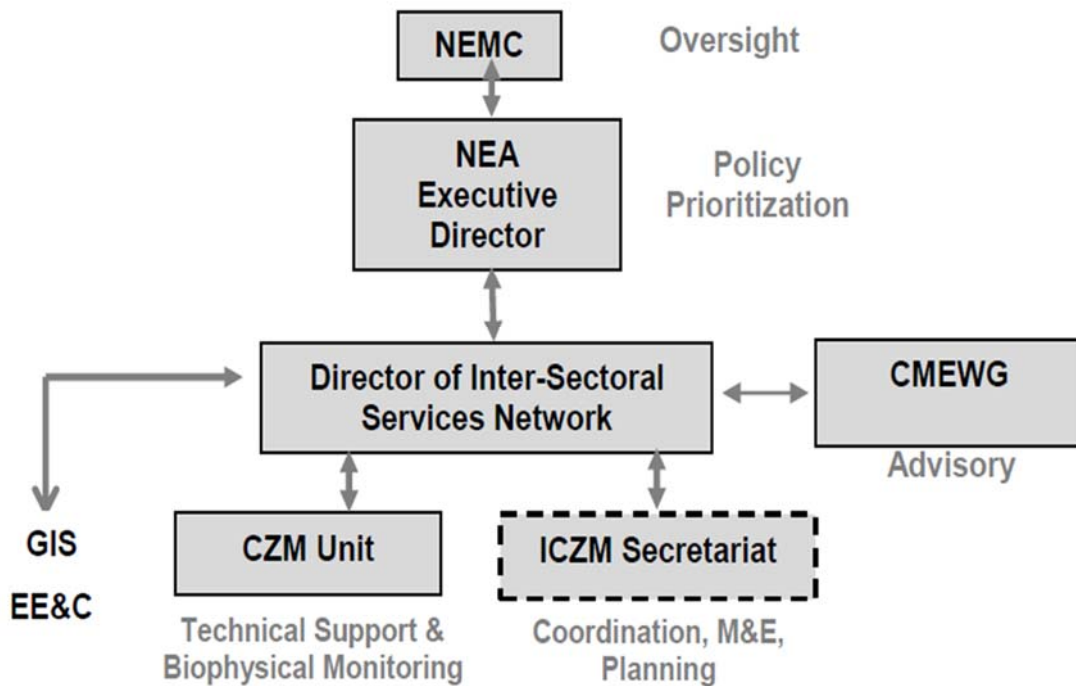 NEMC
Oversight
NEA
Executive
Director
Policy
Prioritization
Director of Inter-Sectoral
Services Network
CMEWG
Advisory
GIS
EE&C
CZM Unit
ICZM Secretariat
Technical Support &
Biophysical Monitoring
Coordination, M&E,
Planning